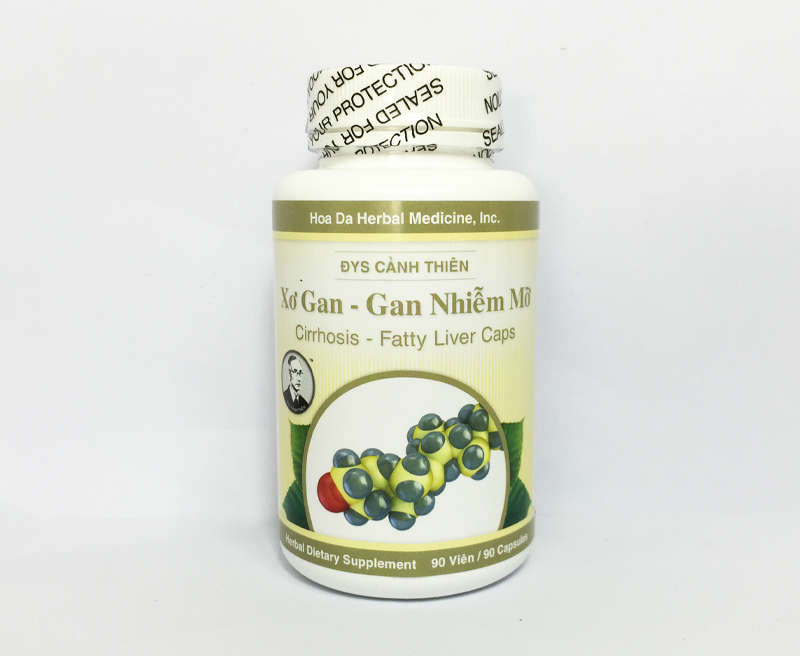 YOUR PROTECTION
SEALED FOR
Hoa Da Herbal Medicine, Inc.
ĐYS CẢNH THIÊN
Xơ Gan - Gan Nhiễm Mỡ
Cirrhosis - Fatty Liver Caps
Herbal Dietary Supplement 90 Viên / 90 Capsules